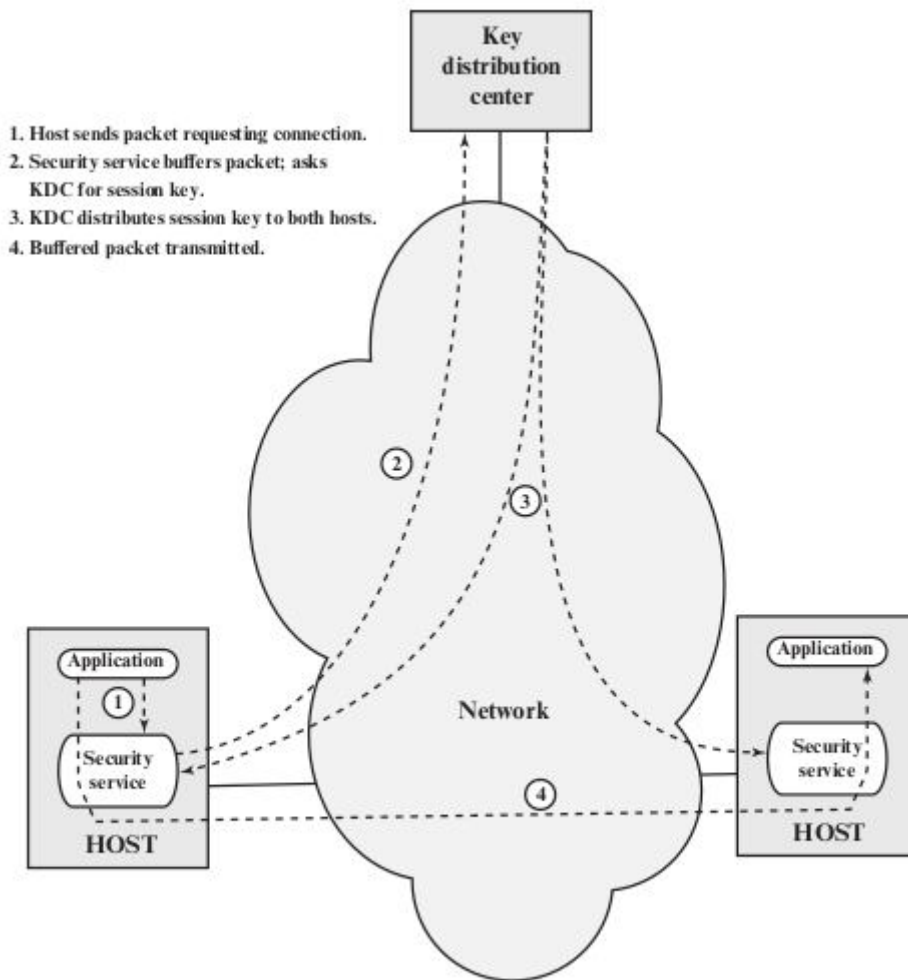 Key
distribution
center
1. Host sends packet requesting connection.
2. Security service buffers packet; asks
KDC for session key.
3. KDC distributes session key to both hosts.
4. Buffered packet transmitted.
2
3
Application
1
Security
service
HOST
Network
4
Application
Security
service
HOST